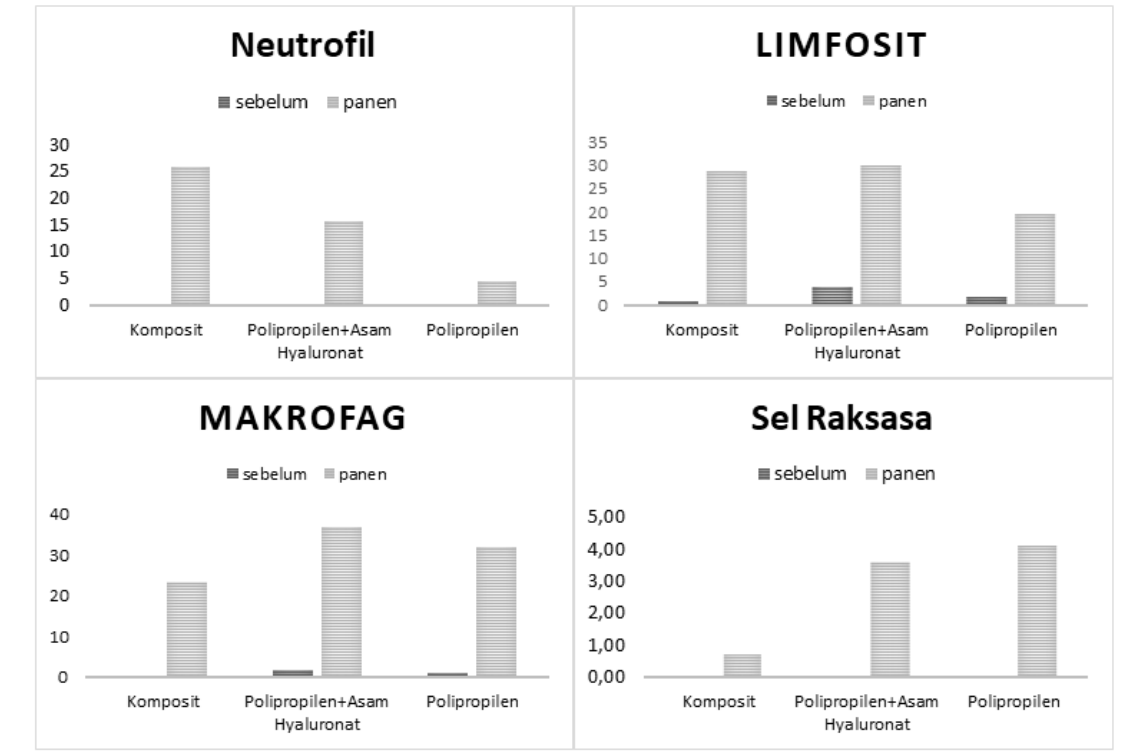 Neutrofil
sebelum panen
30
25
20
15
10
5
0
Komposit Polipropilen+Asam Polipropilen
Hyaluronat
LIMFOSIT
sebelum panen
35
30
25
20
15
10
5
0
Komposit Polipropilen+Asam Polipropilen
Hyaluronat
MAKROFAG
sebelum panen
40
30
20
10
0
Komposit Polipropilen+Asam Polipropilen
Hyaluronat
Sel Raksasa
sebelum panen
5,00
4,00
3,00
2,00
1,00
0,00
Komposit Polipropilen+Asam Polipropilen
Hyaluronat